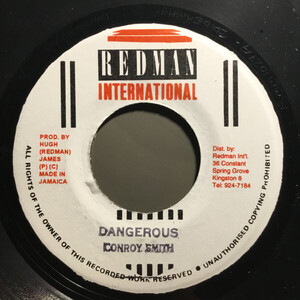 REDMAN
INTERNATIONAL
PROD. BY
HUGH
(REDMAN)
JAMES
(P) (C)
MADE IN
JAMAICA
Dist. by:
Redman Int'l.
36 Constant
Spring Grove
Kingston 8
Tel: 924-7184
DANGEROUS
CONROY SMITH
ALL RIGHTS OF THE OWNER OF THIS RECORDED WORK RESERVED • UNAUTHORISED COPYING PROHIBITED